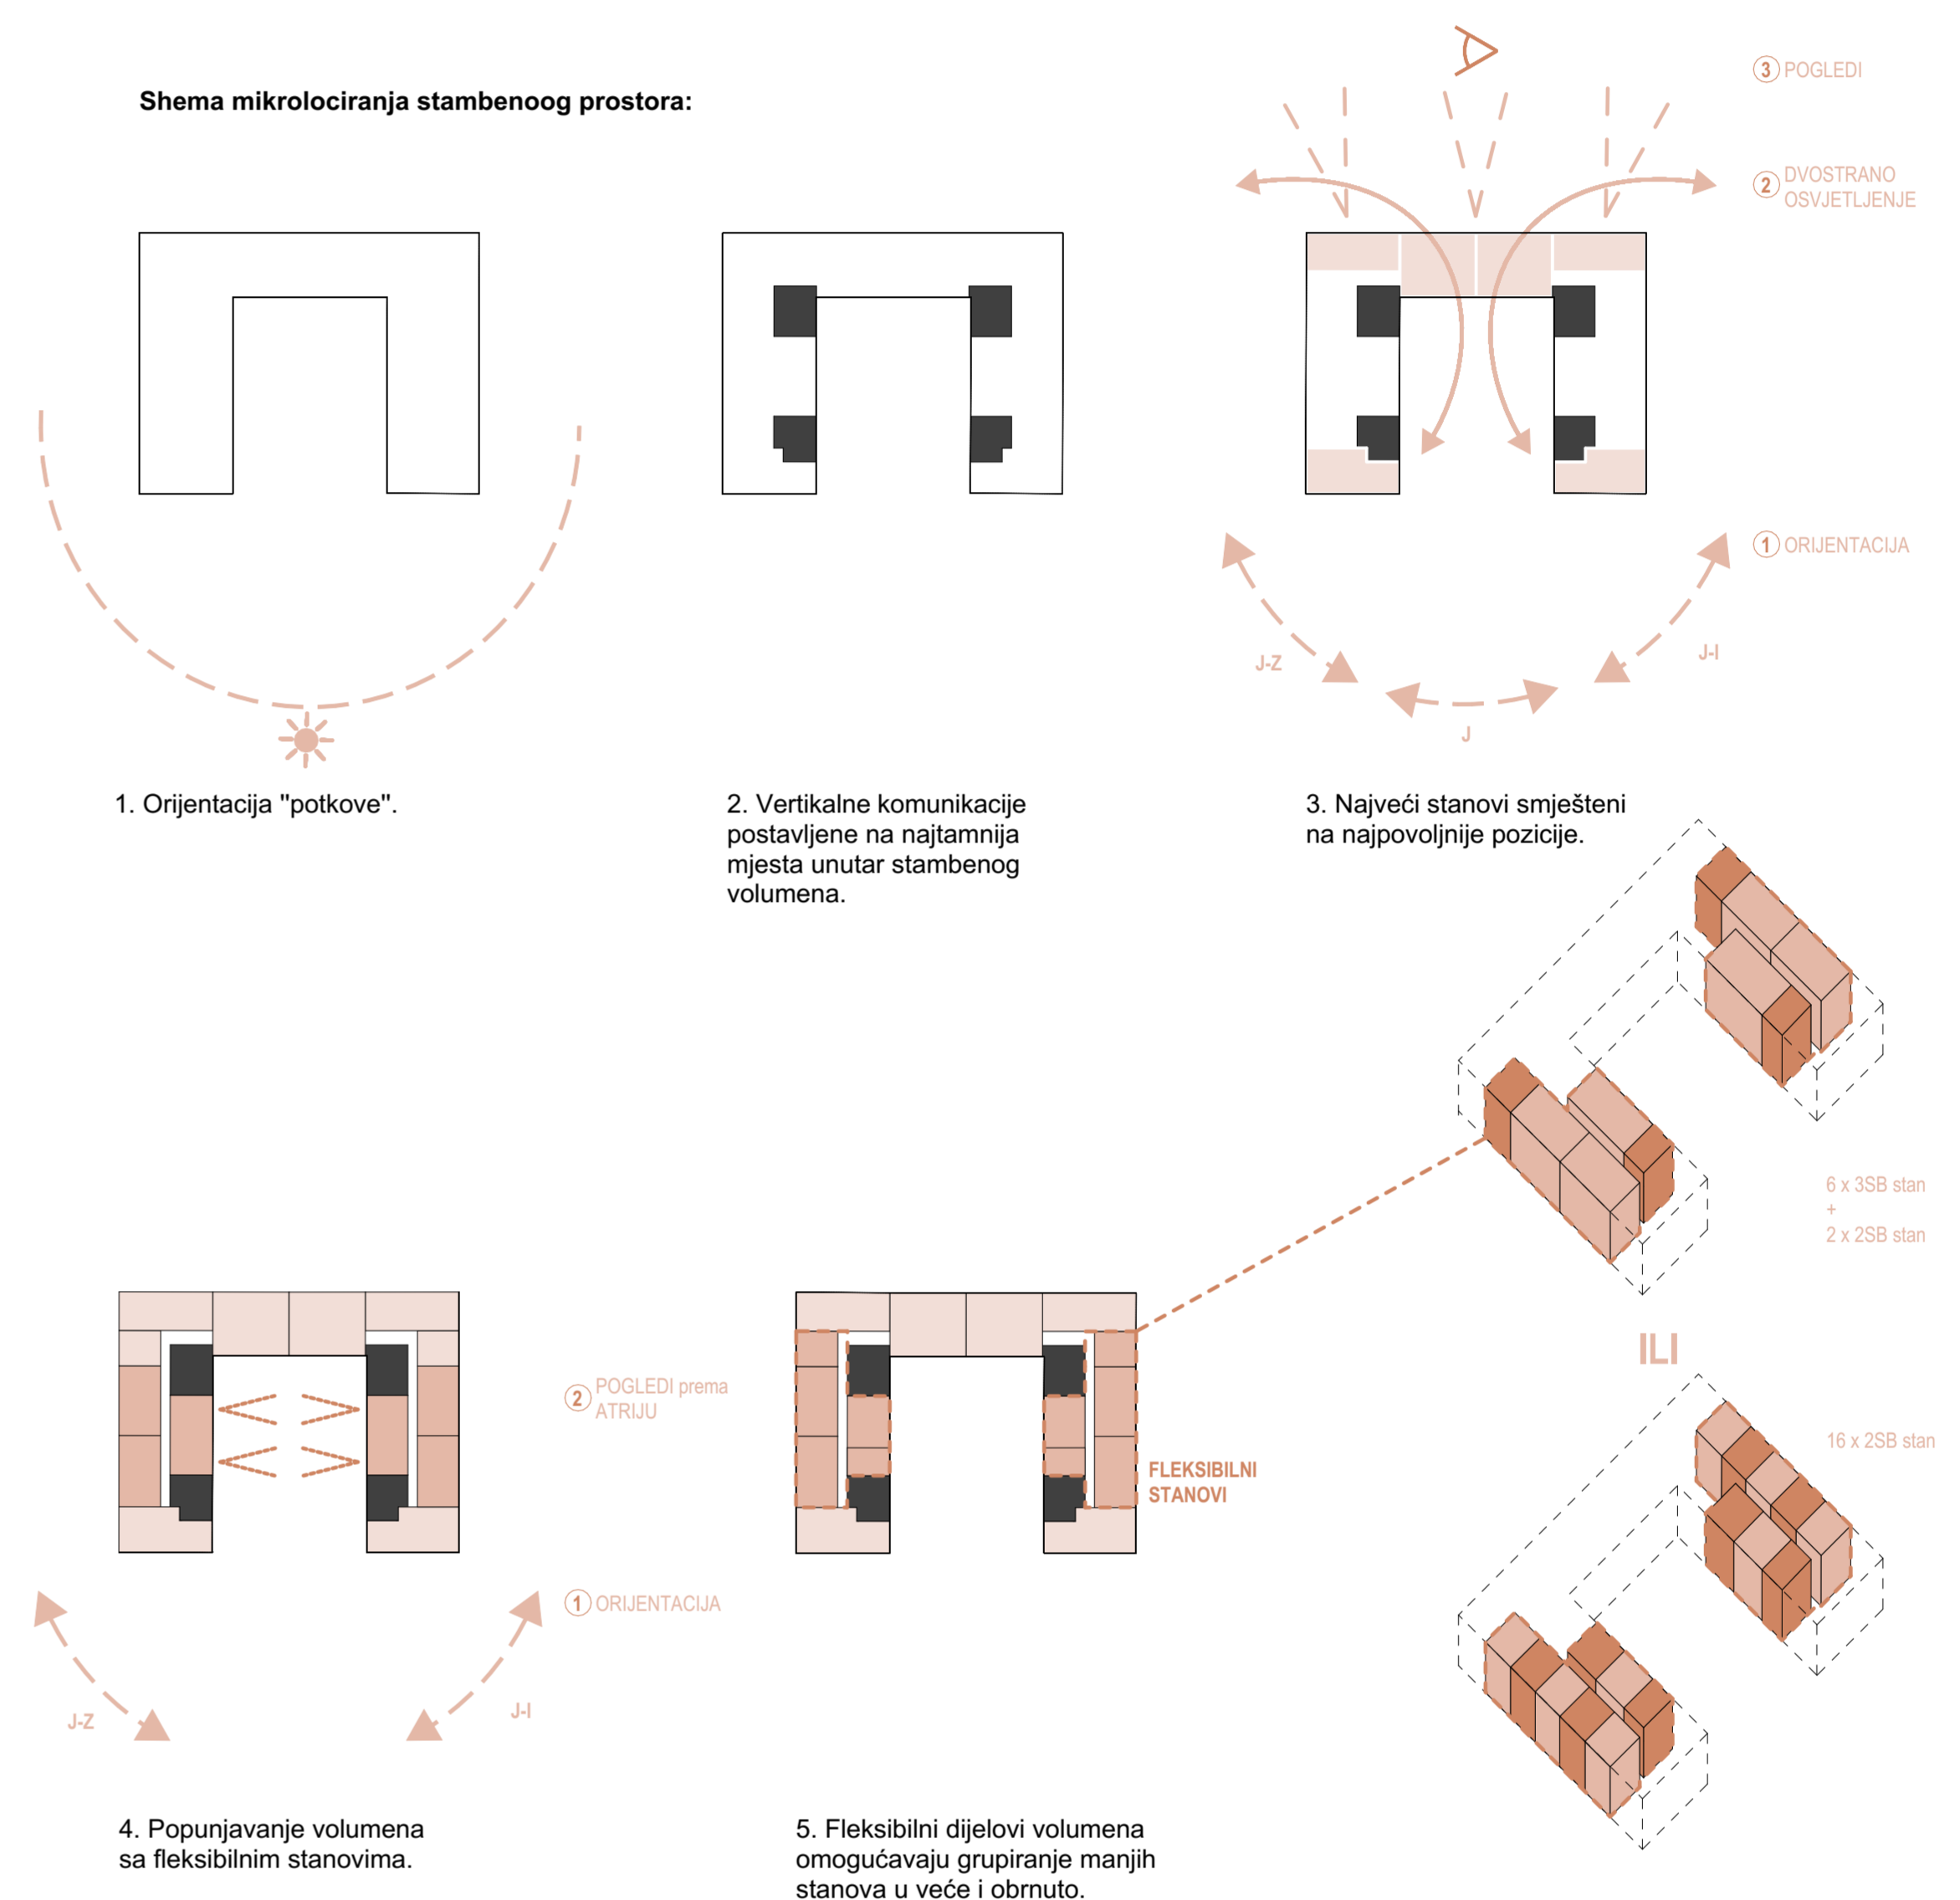 Shema mikrolociranja stambenoog prostora:
3 POGLEDI
2 DVOSTRANO
OSVJETLJENJE
1 ORIJENTACIJA
J-Z
J-I
J
1. Orijentacija "potkove".
2. Vertikalne komunikacije
postavljene na najtamnija
mjesta unutar stambenog
volumena.
3. Najveći stanovi smješteni
na najpovoljnije pozicije.
6 x 3SB stan
+
2 x 2SB stan
ILI
16 x 2SB stan
2 POGLEDI prema
ATRIJU
1 ORIJENTACIJA
J-Z
J-I
FLEKSIBILNI
STANOVI
4. Popunjavanje volumena
sa fleksibilnim stanovima.
5. Fleksibilni dijelovi volumena
omogućavaju grupiranje manjih
stanova u veće i obrnuto.